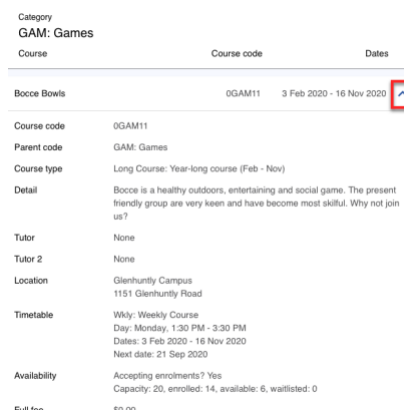 Category
GAM: Games
Course Course code Dates
Bocce Bowls 0GAM11 3 Feb 2020 - 16 Nov 2020
Course code 0GAM11
Parent code GAM: Games
Course type Long Course: Year-long course (Feb - Nov)
Detail Bocce is a healthy outdoors, entertaining and social game. The present
friendly group are very keen and have become most skilful. Why not join
us?
Tutor None
Tutor 2 None
Location Glenhuntly Campus
1151 Glenhuntly Road
Timetable Wkly: Weekly Course
Day: Monday, 1:30 PM - 3:30 PM
Dates: 3 Feb 2020 - 16 Nov 2020
Next date: 21 Sep 2020
Availability Accepting enrolments? Yes
Capacity: 20, enrolled: 14, available: 6, waitlisted: 0
Full fee $0.00